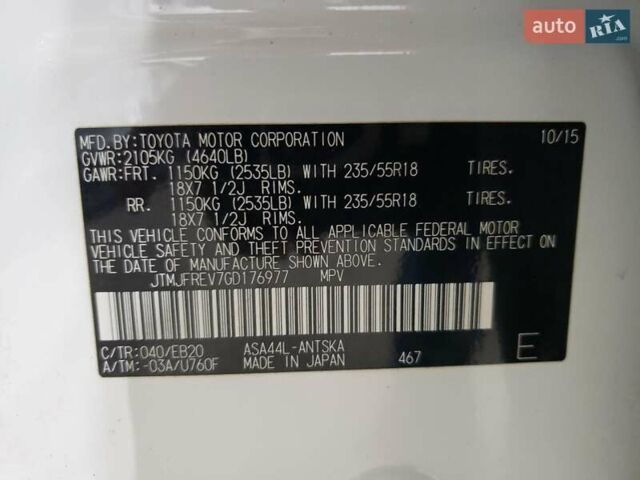 auto RIA .com
MFD.BY:TOYOTA MOTOR CORPORATION 10/15
GVWR:2105KG (4640LB)
GAWR:FRT. 1150KG (2535LB) WITH 235/55R18 TIRES.
18X7 1/2J RIMS.
RR. 1150KG (2535LB) WITH 235/55R18 TIRES.
18X7 1/2J RIMS.
THIS VEHICLE CONFORMS TO ALL APPLICABLE FEDERAL MOTOR
VEHICLE SAFETY AND THEFT PREVENTION STANDARDS IN EFFECT ON
THE DATE OF MANUFACTURE SHOWN ABOVE.
JTMJFREV7GD176977 MPV
C/TR:040/EB20 ASA44L-ANTSKA
A/TM:-03A/U760F MADE IN JAPAN 467 E